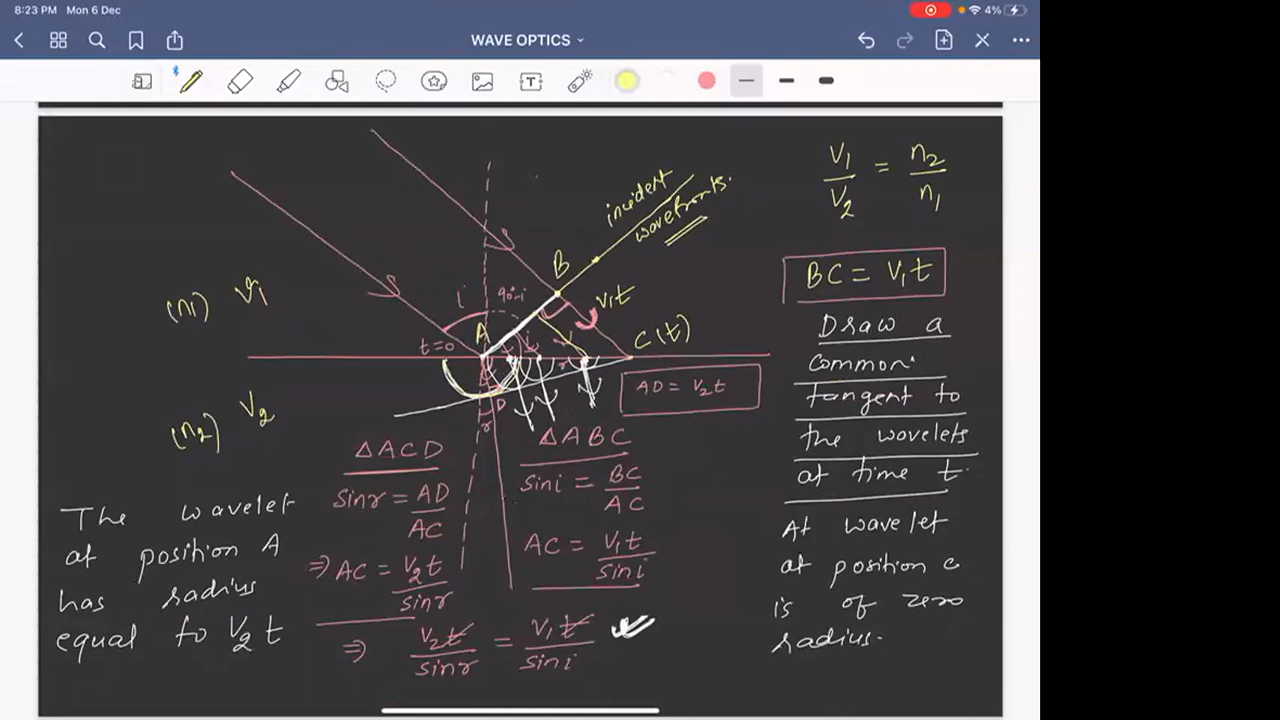 8:23 PM Mon 6 Dec
4%
WAVE OPTICS
V1/V2 = n2/n1
incident
wavefronts.
B
i
90°-i
V1t
(n1) V1
A
t=0
C (t)
BC = V1t
AD = V2t
D
r
(n2) V2
Draw a
common
tangent to
the wavelets
at time t.
At wavelet
at position c
is of zero
radius.
ΔACD
sinr = AD/AC
⇒ AC = V2t/sinr
ΔABC
sini = BC/AC
AC = V1t/sini
⇒ V2t/sinr = V1t/sini
The wavelet
at position A
has radius
equal to V2 t